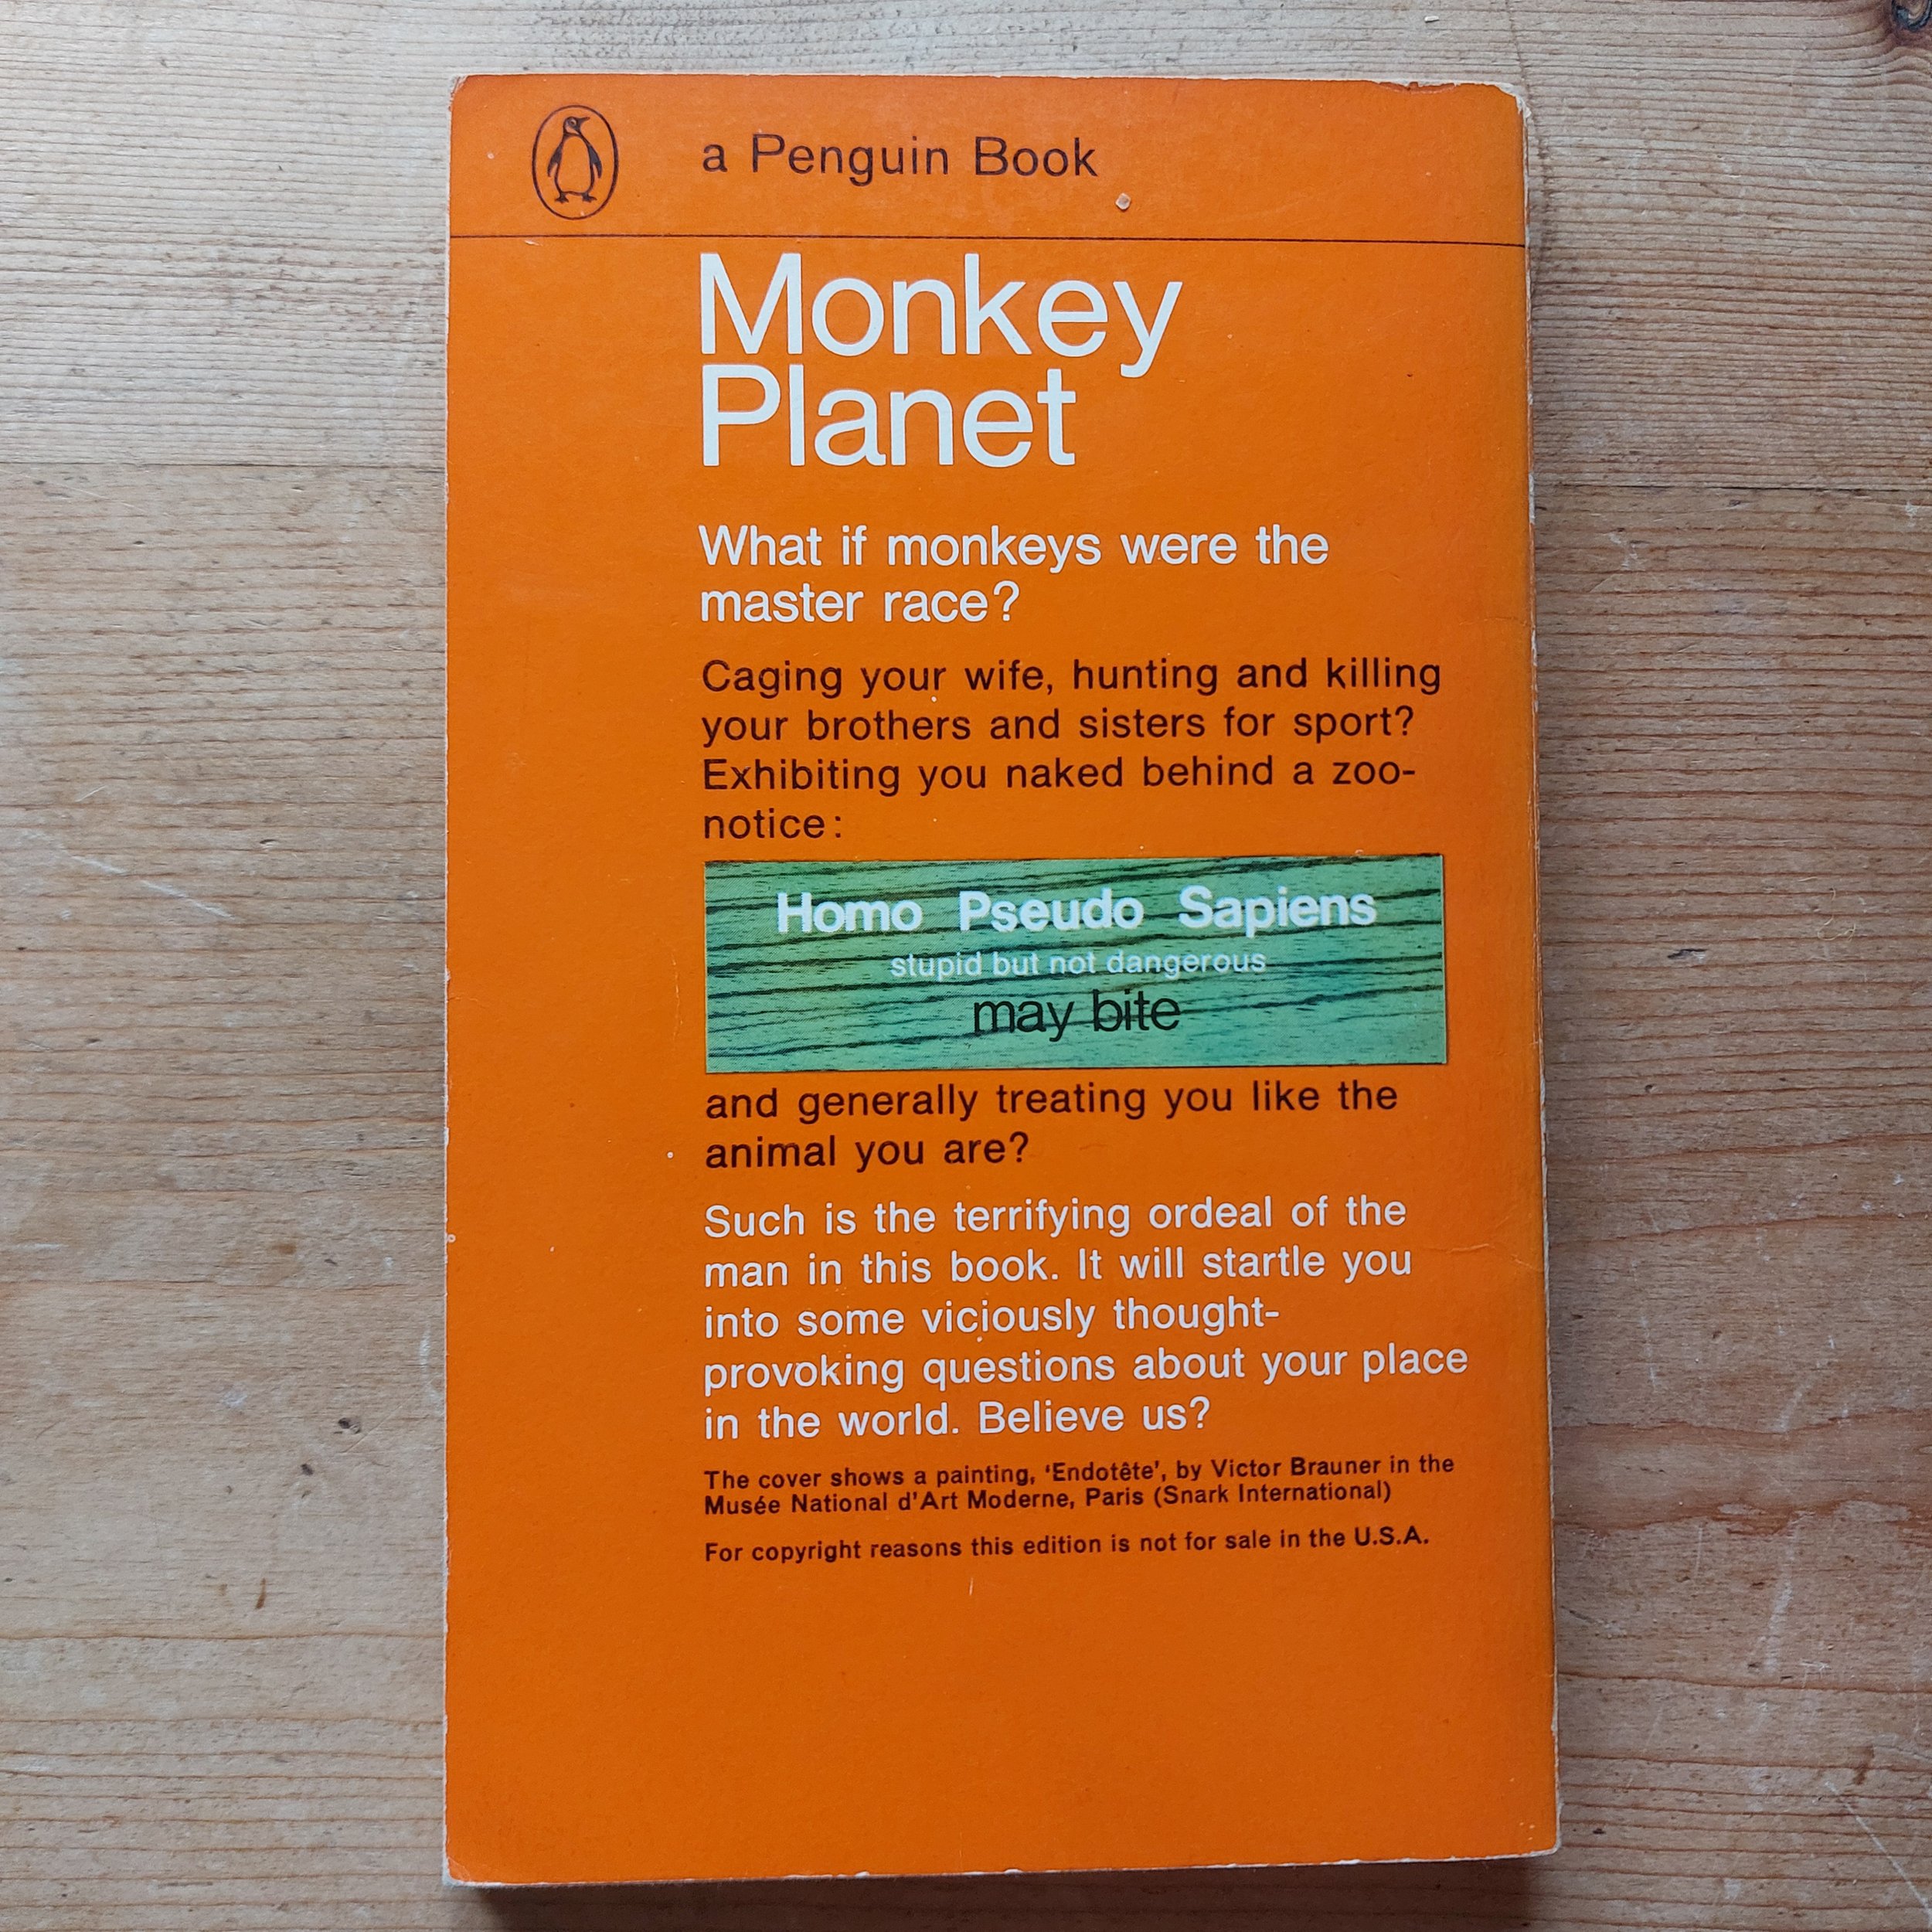 a Penguin Book
Monkey
Planet
What if monkeys were the
master race?
Caging your wife, hunting and killing
your brothers and sisters for sport?
Exhibiting you naked behind a zoo-
notice:
Homo Pseudo Sapiens
stupid but not dangerous
may bite
and generally treating you like the
animal you are?
Such is the terrifying ordeal of the
man in this book. It will startle you
into some viciously thought-
provoking questions about your place
in the world. Believe us?
The cover shows a painting, ‘Endotête’, by Victor Brauner in the
Musée National d'Art Moderne, Paris (Snark International)
For copyright reasons this edition is not for sale in the U.S.A.